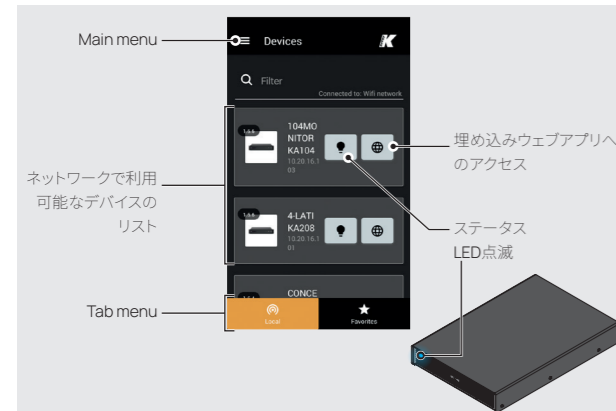 Main menu
Devices
K
Filter
Connected to: Wifi network
1.6.6
104MO
NITOR
KA104
10.20.16.1
03
埋め込みウェブアプリへ
のアクセス
ネットワークで利用
可能なデバイスの
リスト
4-LATI
KA208
10.20.16.1
01
ステータス
LED点滅
CONCE
Tab menu
Local
Favorites